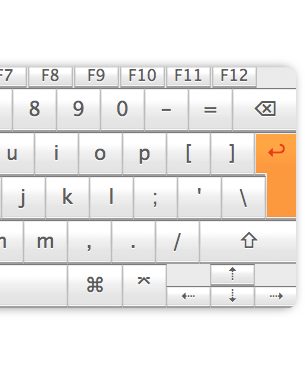 F7 F8 F9 F10 F11 F12
8 9 0 – = ⌫
u i o p [ ] ↩
j k l ; ' \
m , . / ⇧
⌘ ⌤ ⇡
⇠ ⇣ ⇢